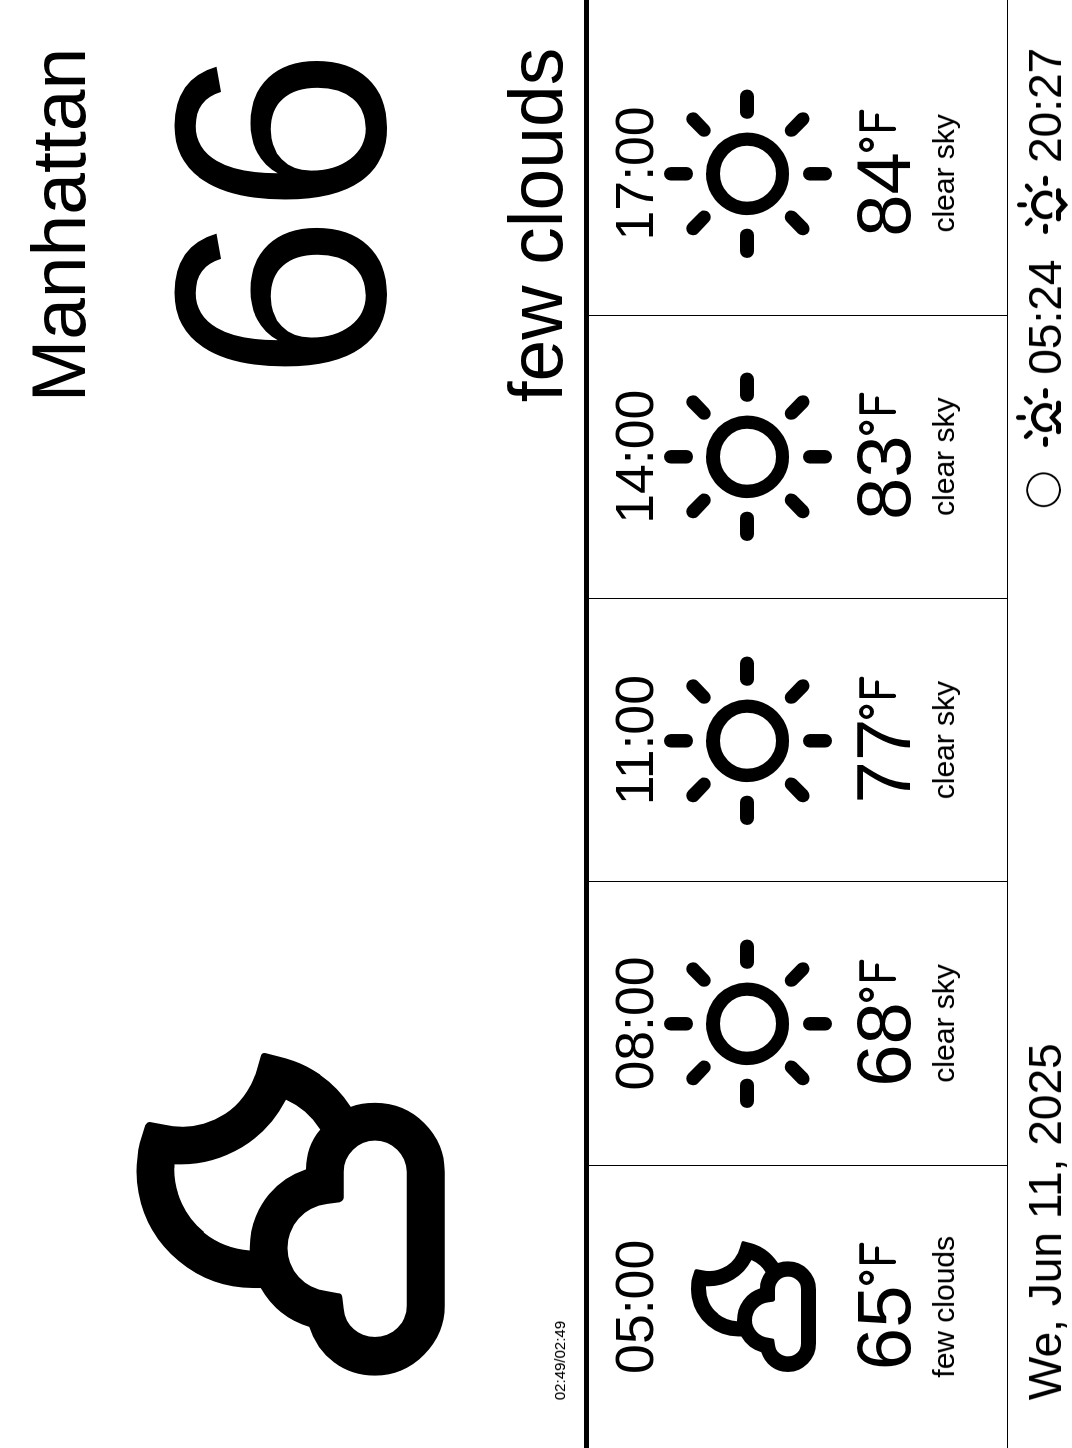 Manhattan
66
few clouds
02:49/02:49
05:00 08:00 11:00 14:00 17:00
65°F 68°F 77°F 83°F 84°F
few clouds clear sky clear sky clear sky clear sky
We, Jun 11, 2025 05:24 20:27